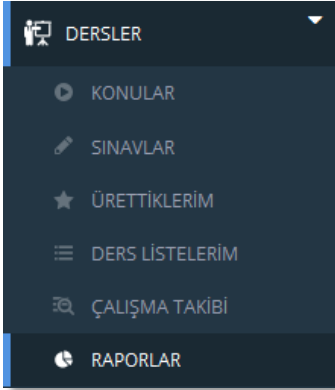 DERSLER
KONULAR
SINAVLAR
ÜRETTİKLERİM
DERS LİSTELERİM
ÇALIŞMA TAKİBİ
RAPORLAR